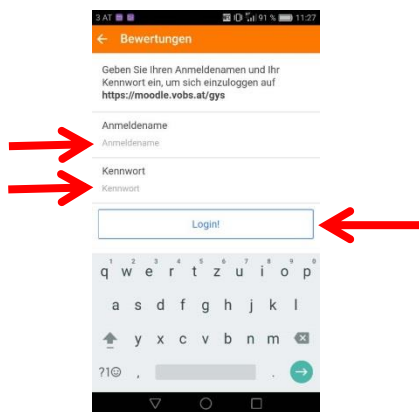 3 AT 91 % 11:27
← Bewertungen
Geben Sie Ihren Anmeldenamen und Ihr
Kennwort ein, um sich einzuloggen auf
https://moodle.vobs.at/gys
Anmeldename
Anmeldename
Kennwort
Kennwort
Login!
1 2 3 4 5 6 7 8 9 0
q w e r t z u i o p
a s d f g h j k l
y x c v b n m
?1☺ , . →